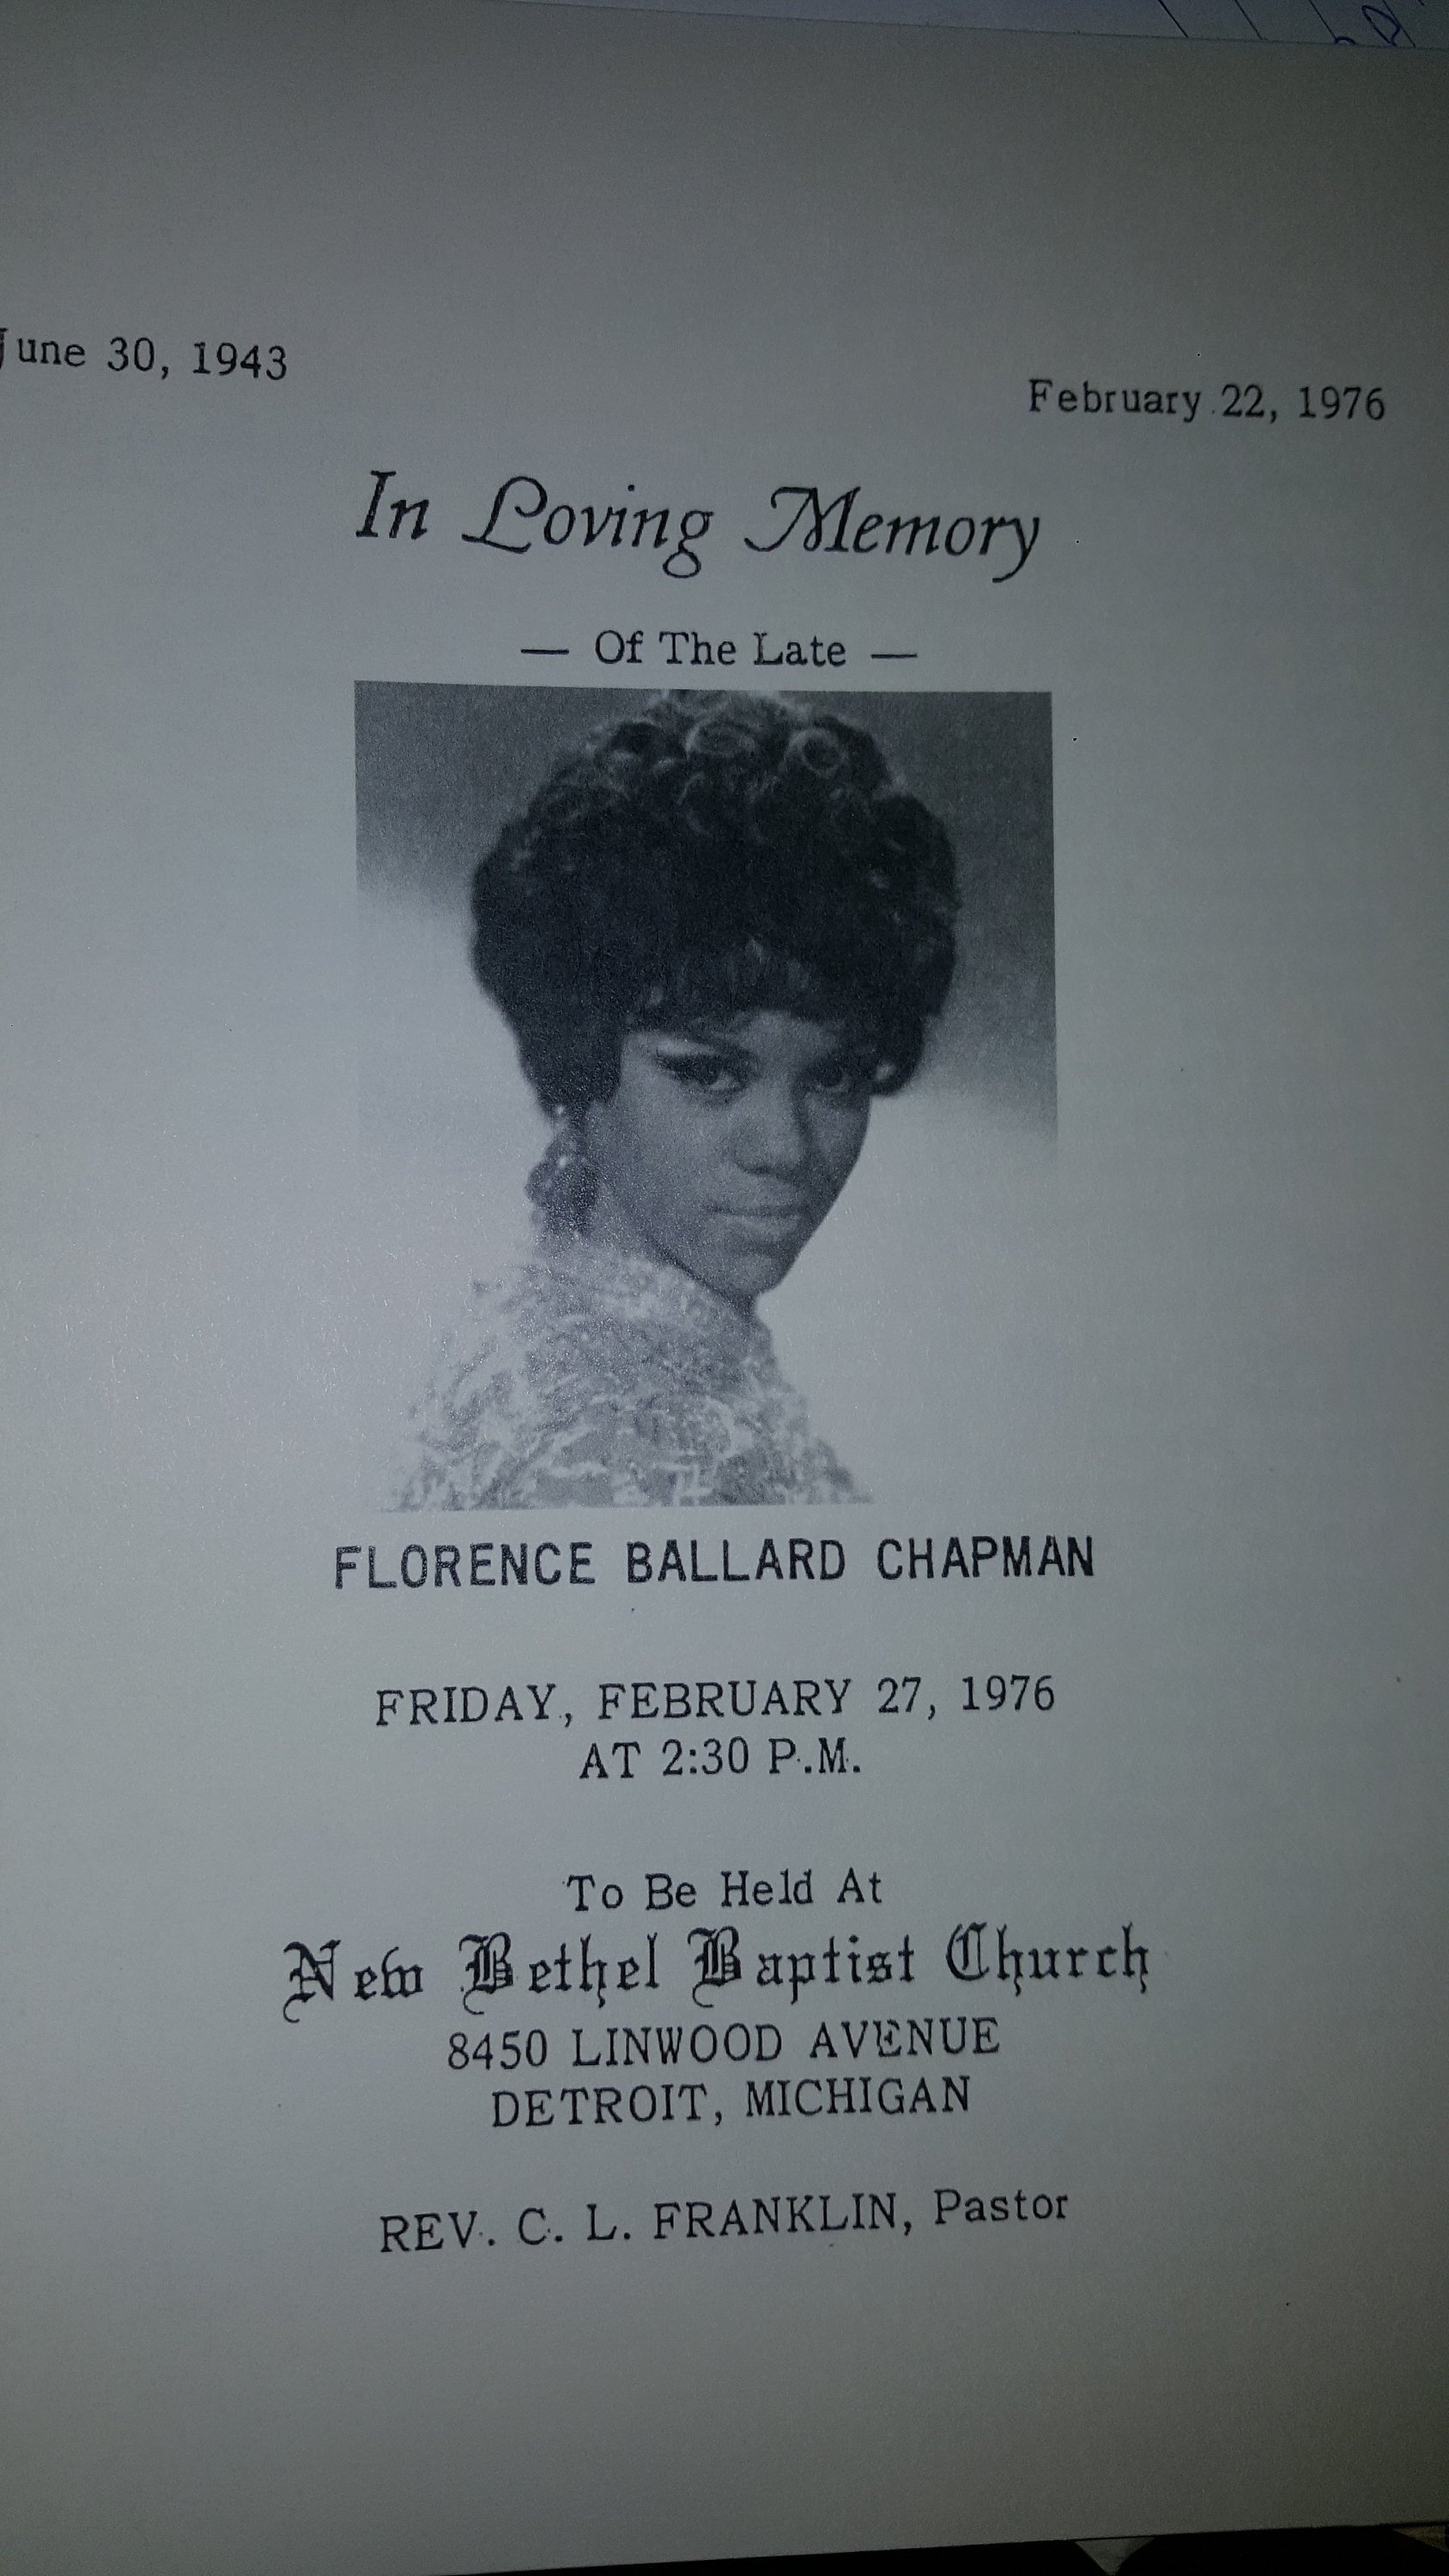 June 30, 1943
February 22, 1976
In Loving Memory
— Of The Late —
FLORENCE BALLARD CHAPMAN
FRIDAY, FEBRUARY 27, 1976
AT 2:30 P.M.
To Be Held At
New Bethel Baptist Church
8450 LINWOOD AVENUE
DETROIT, MICHIGAN
REV. C. L. FRANKLIN, Pastor